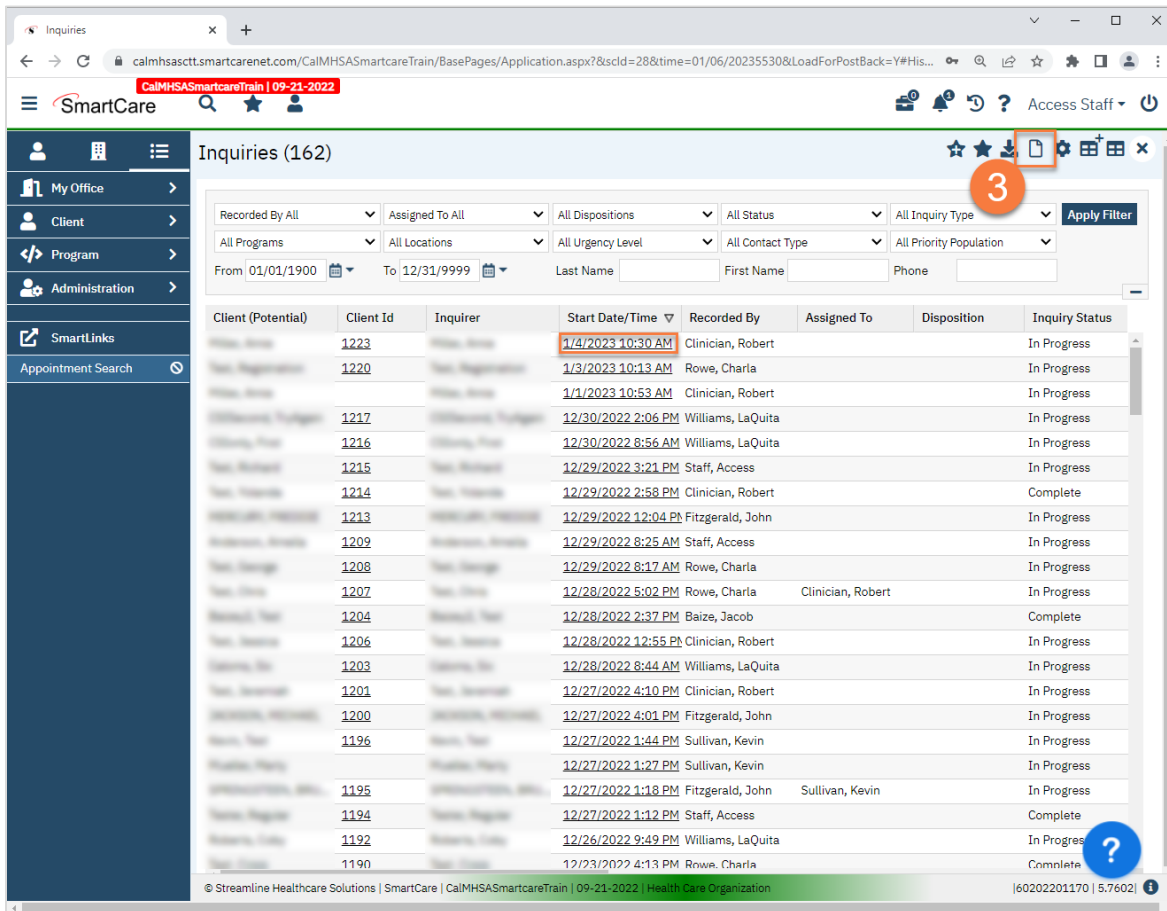 Inquiries
calmhsasctt.smartcarenet.com/CalMHSASmartcareTrain/BasePages/Application.aspx?&scId=28&time=01/06/20235530&LoadForPostBack=Y#His...
CalMHSASmartcareTrain | 09-21-2022
SmartCare
0
1
?
Access Staff
Inquiries (162)
3
My Office
Client
Program
Administration
SmartLinks
Appointment Search
Recorded By All Assigned To All All Dispositions All Status All Inquiry Type Apply Filter
All Programs All Locations All Urgency Level All Contact Type All Priority Population
From 01/01/1900 To 12/31/9999 Last Name First Name Phone
Client (Potential) Client Id Inquirer Start Date/Time Recorded By Assigned To Disposition Inquiry Status
1223 1/4/2023 10:30 AM Clinician, Robert In Progress
1220 1/3/2023 10:13 AM Rowe, Charla In Progress
1/1/2023 10:53 AM Clinician, Robert In Progress
1217 12/30/2022 2:06 PM Williams, LaQuita In Progress
1216 12/30/2022 8:56 AM Williams, LaQuita In Progress
1215 12/29/2022 3:21 PM Staff, Access In Progress
1214 12/29/2022 2:58 PM Clinician, Robert Complete
1213 12/29/2022 12:04 PM Fitzgerald, John In Progress
1209 12/29/2022 8:25 AM Staff, Access In Progress
1208 12/29/2022 8:17 AM Rowe, Charla In Progress
1207 12/28/2022 5:02 PM Rowe, Charla Clinician, Robert In Progress
1204 12/28/2022 2:37 PM Baize, Jacob Complete
1206 12/28/2022 12:55 PM Clinician, Robert In Progress
1203 12/28/2022 8:44 AM Williams, LaQuita In Progress
1201 12/27/2022 4:10 PM Clinician, Robert In Progress
1200 12/27/2022 4:01 PM Fitzgerald, John In Progress
1196 12/27/2022 1:44 PM Sullivan, Kevin In Progress
12/27/2022 1:27 PM Sullivan, Kevin In Progress
1195 12/27/2022 1:18 PM Fitzgerald, John Sullivan, Kevin In Progress
1194 12/27/2022 1:12 PM Staff, Access Complete
1192 12/26/2022 9:49 PM Williams, LaQuita In Progres
1190 12/23/2022 4:13 PM Rowe, Charla Complete
?
© Streamline Healthcare Solutions | SmartCare | CalMHSASmartcareTrain | 09-21-2022 | Health Care Organization |60202201170 | 5.7602|